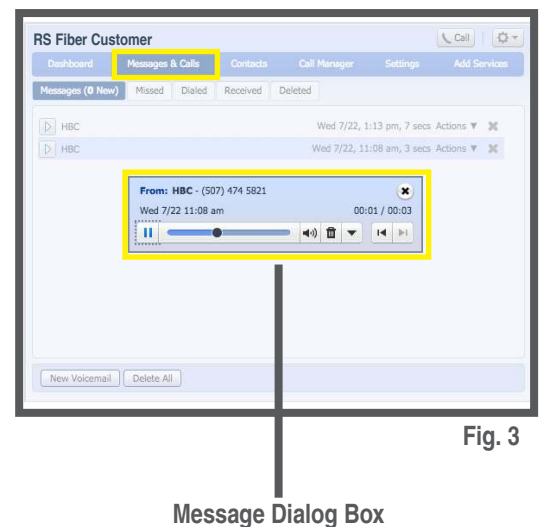 RS Fiber Customer Call
Dashboard Messages & Calls Contacts Call Manager Settings Add Services
Messages (0 New) Missed Dialed Received Deleted
HBC Wed 7/22, 1:13 pm, 7 secs Actions ▼
HBC Wed 7/22, 11:08 am, 3 secs Actions ▼
From: HBC - (507) 474 5821
Wed 7/22 11:08 am 00:01 / 00:03
New Voicemail Delete All
Fig. 3
Message Dialog Box